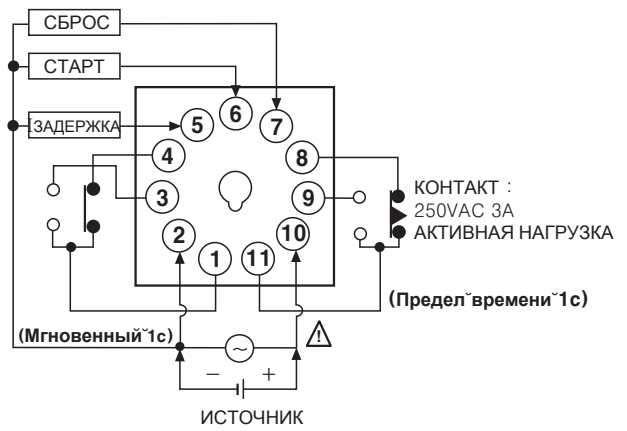 СБРОС
СТАРТ
ЗАДЕРЖКА
6
5
7
4
8
3
9
2
10
1
11
КОНТАКТ :
250VAC 3A
АКТИВНАЯ НАГРУЗКА
(Предел˘времени˘1с)
(Мгновенный˘1с)
~
− +
ИСТОЧНИК